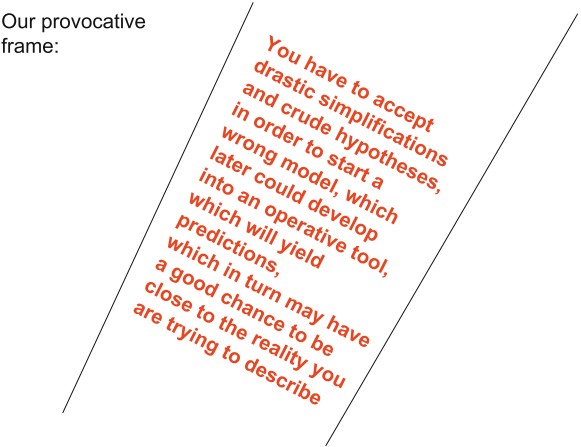 Our provocative
frame:
You have to accept
drastic simplifications
and crude hypotheses,
in order to start a
wrong model, which
later could develop
into an operative tool,
which will yield
predictions,
which in turn may have
a good chance to be
close to the reality you
are trying to describe